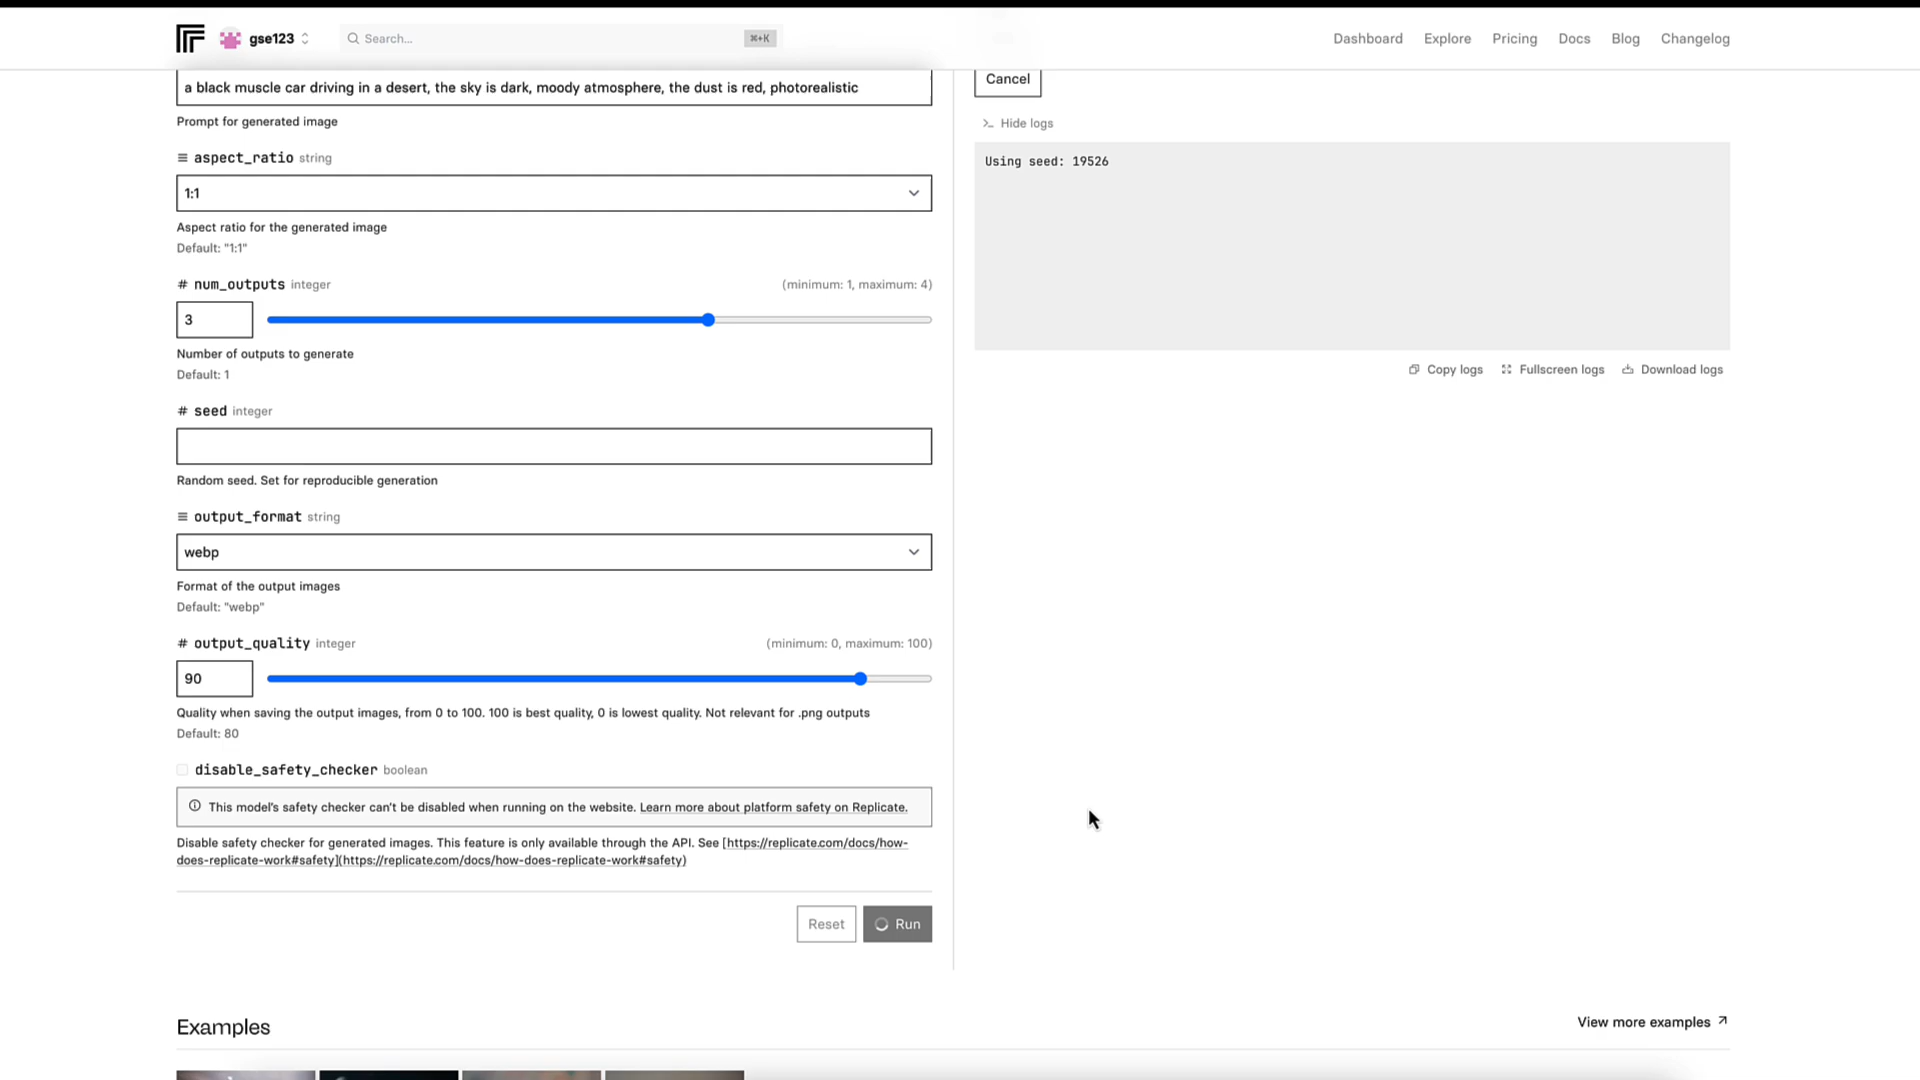 gse123
Search...
⌘+K
Dashboard
Explore
Pricing
Docs
Blog
Changelog
a black muscle car driving in a desert, the sky is dark, moody atmosphere, the dust is red, photorealistic
Prompt for generated image
aspect_ratio string
1:1
Aspect ratio for the generated image
Default: "1:1"
# num_outputs integer
(minimum: 1, maximum: 4)
3
Number of outputs to generate
Default: 1
# seed integer
Random seed. Set for reproducible generation
output_format string
webp
Format of the output images
Default: "webp"
# output_quality integer
(minimum: 0, maximum: 100)
90
Quality when saving the output images, from 0 to 100. 100 is best quality, 0 is lowest quality. Not relevant for .png outputs
Default: 80
disable_safety_checker boolean
This model's safety checker can't be disabled when running on the website. Learn more about platform safety on Replicate.
Disable safety checker for generated images. This feature is only available through the API. See [https://replicate.com/docs/how-
does-replicate-work#safety](https://replicate.com/docs/how-does-replicate-work#safety)
Reset
Run
Cancel
Hide logs
Using seed: 19526
Copy logs
Fullscreen logs
Download logs
Examples
View more examples